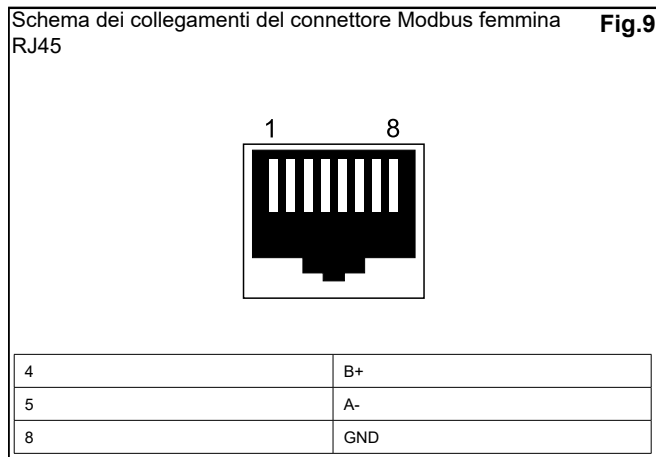 Schema dei collegamenti del connettore Modbus femmina Fig.9
RJ45
1 8
4 B+
5 A-
8 GND